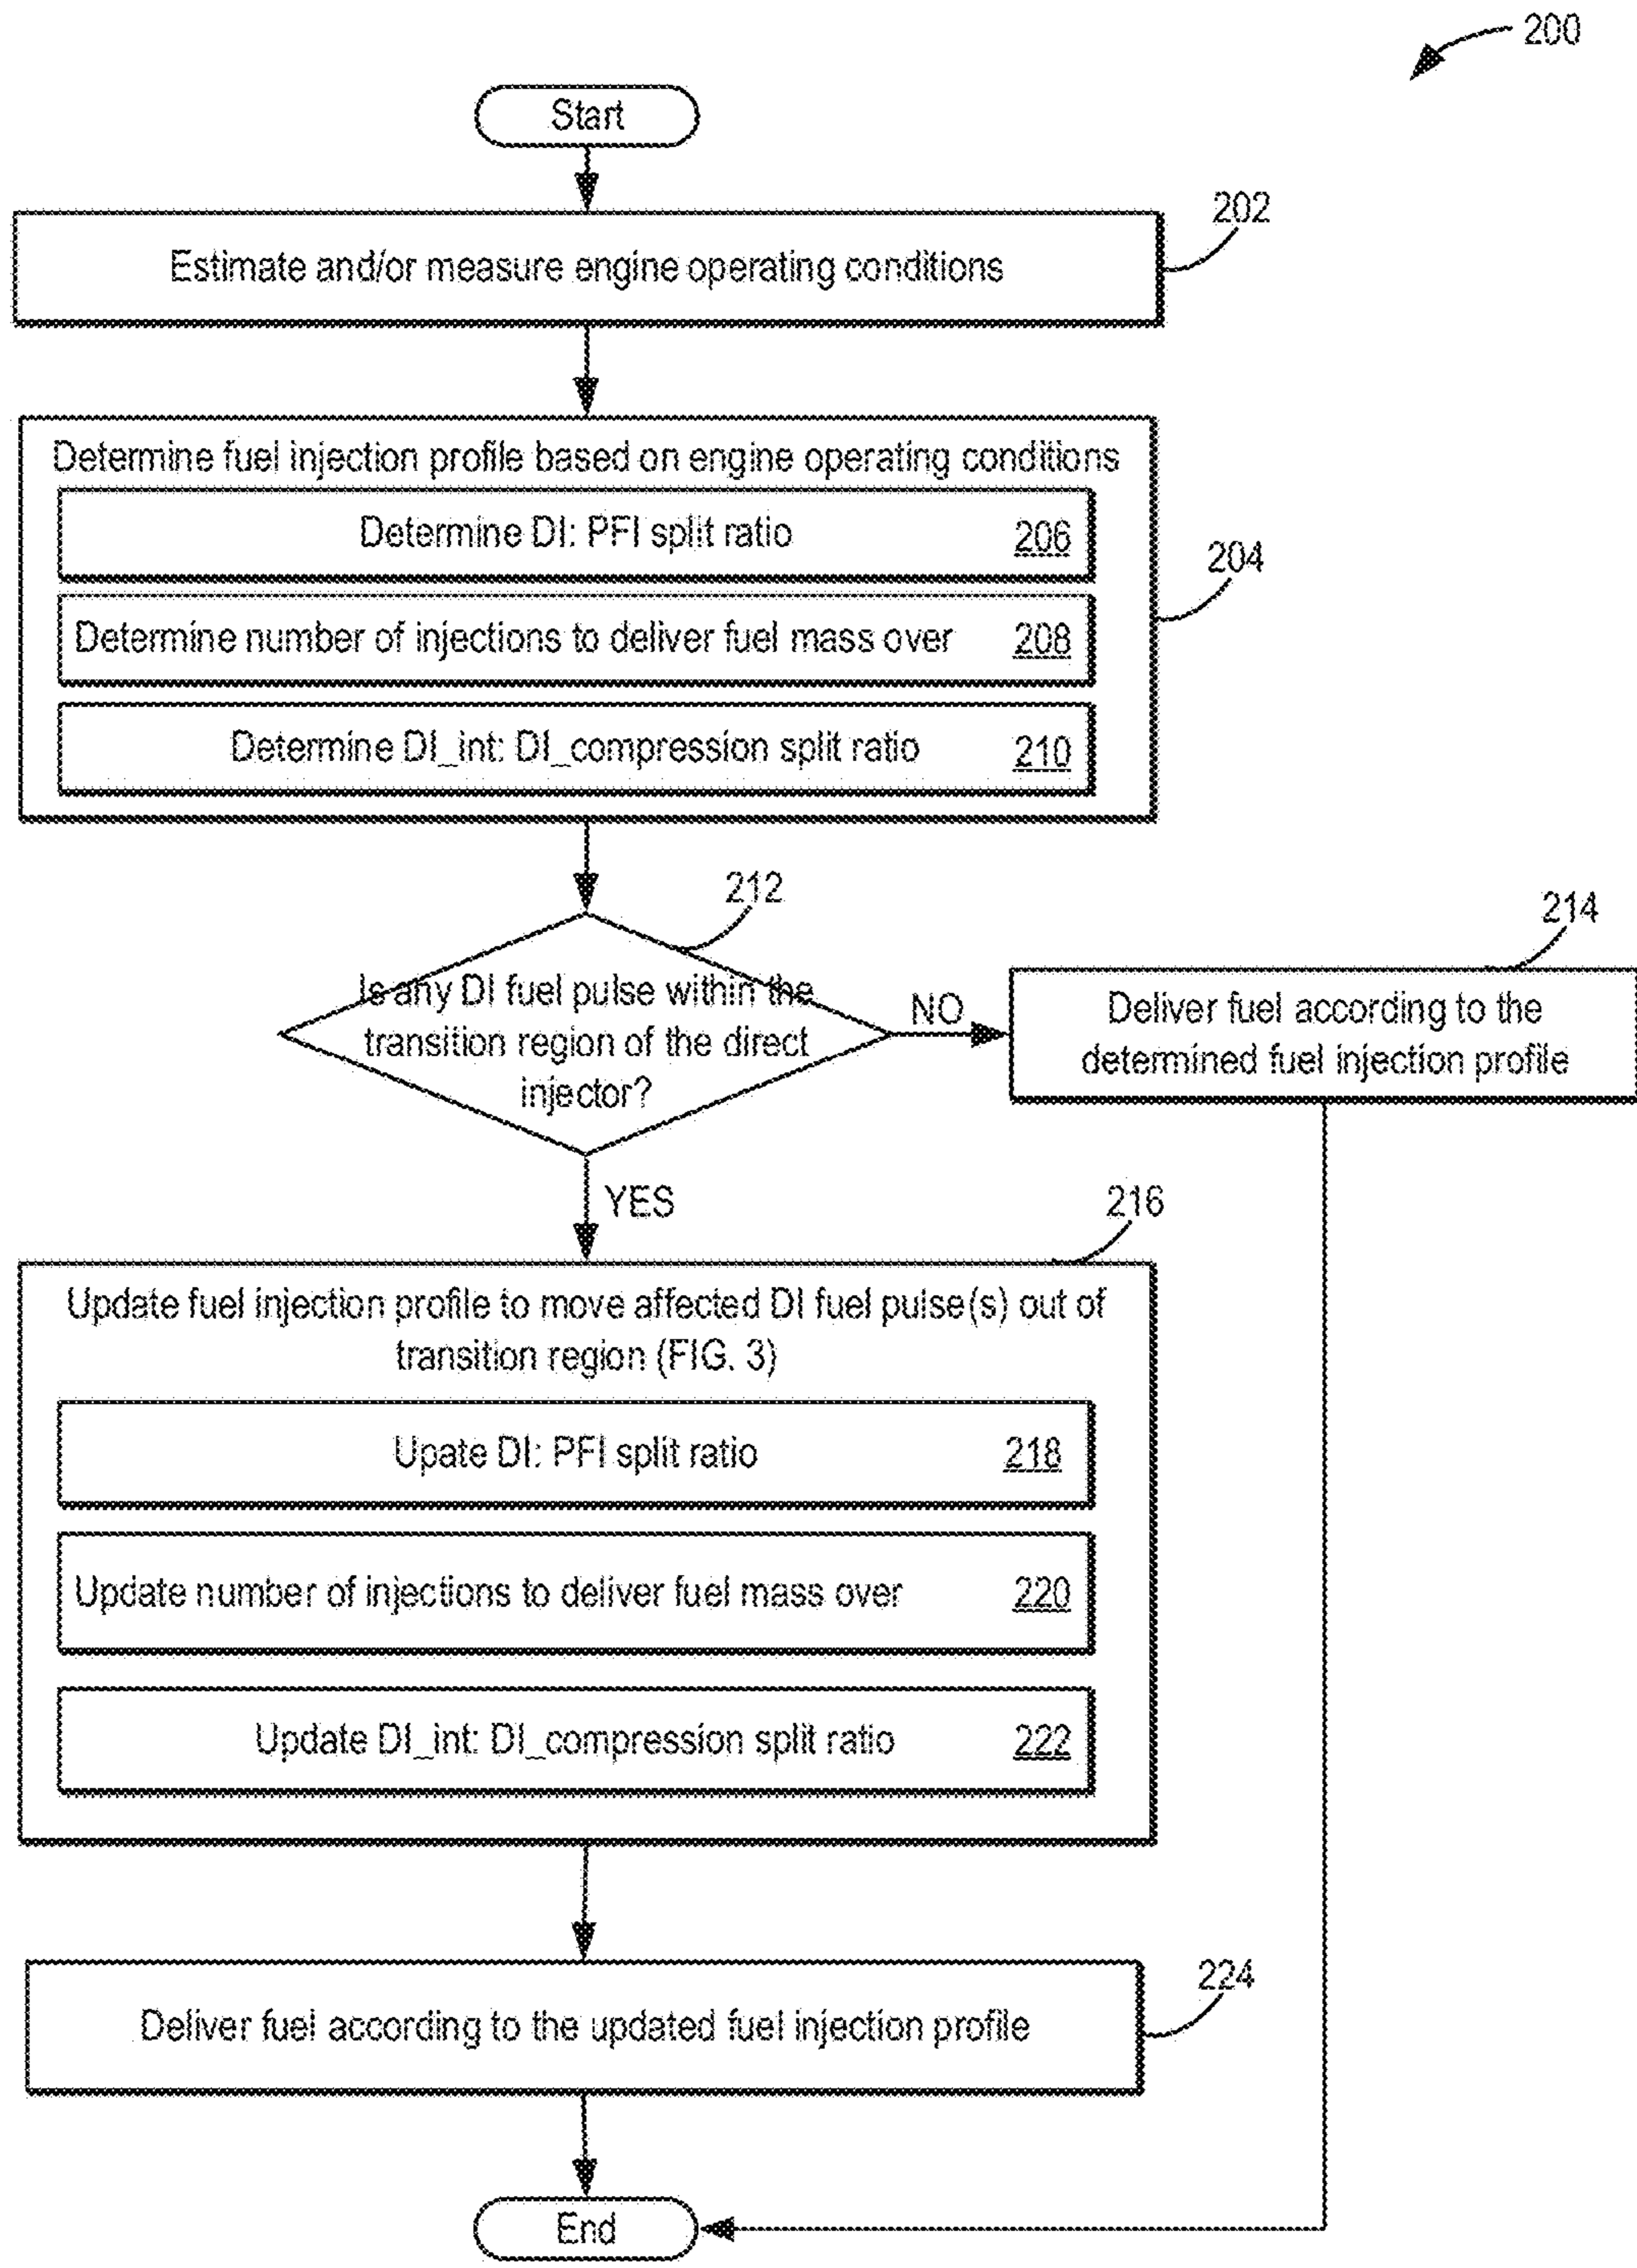 200
Start
202
Estimate and/or measure engine operating conditions
Determine fuel injection profile based on engine operating conditions
Determine DI: PFI split ratio 206
204
Determine number of injections to deliver fuel mass over 208
Determine DI_int: DI_compression split ratio 210
212
214
Is any DI fuel pulse within the
transition region of the direct
injector?
NO
Deliver fuel according to the
determined fuel injection profile
YES
216
Update fuel injection profile to move affected DI fuel pulse(s) out of
transition region (FIG. 3)
Upate DI: PFI split ratio 218
Update number of injections to deliver fuel mass over 220
Update DI_int: DI_compression split ratio 222
224
Deliver fuel according to the updated fuel injection profile
End